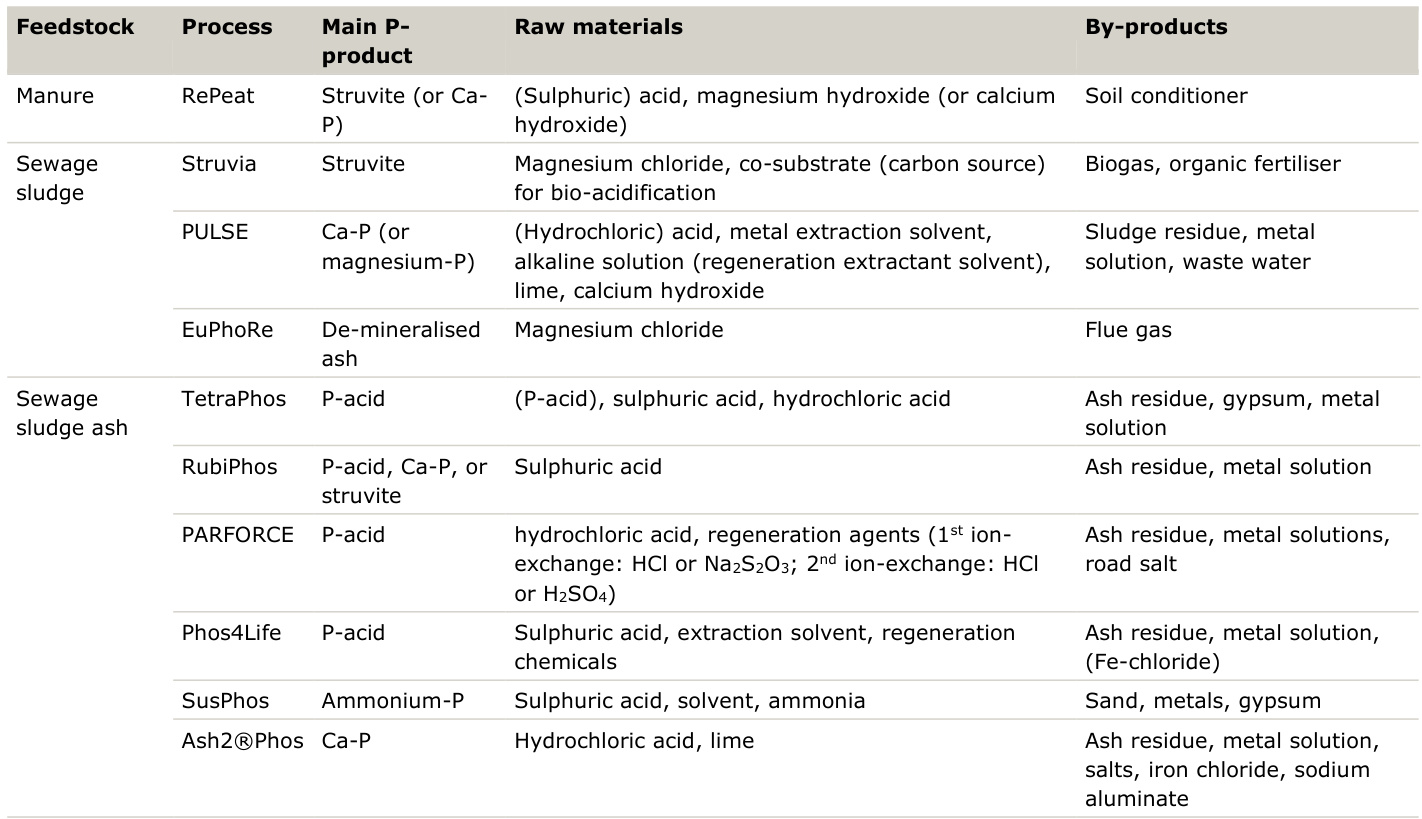 Feedstock Process Main P- Raw materials By-products
product
Manure RePeat Struvite (or Ca- (Sulphuric) acid, magnesium hydroxide (or calcium Soil conditioner
P) hydroxide)
Sewage Struvia Struvite Magnesium chloride, co-substrate (carbon source) Biogas, organic fertiliser
sludge for bio-acidification
PULSE Ca-P (or (Hydrochloric) acid, metal extraction solvent, Sludge residue, metal
magnesium-P) alkaline solution (regeneration extractant solvent), solution, waste water
lime, calcium hydroxide
EuPhoRe De-mineralised Magnesium chloride Flue gas
ash
Sewage TetraPhos P-acid (P-acid), sulphuric acid, hydrochloric acid Ash residue, gypsum, metal
sludge ash solution
RubiPhos P-acid, Ca-P, or Sulphuric acid Ash residue, metal solution
struvite
PARFORCE P-acid hydrochloric acid, regeneration agents (1st ion- Ash residue, metal solutions,
exchange: HCl or Na₂S₂O₃; 2nd ion-exchange: HCl road salt
or H₂SO₄)
Phos4Life P-acid Sulphuric acid, extraction solvent, regeneration Ash residue, metal solution,
chemicals (Fe-chloride)
SusPhos Ammonium-P Sulphuric acid, solvent, ammonia Sand, metals, gypsum
Ash2®Phos Ca-P Hydrochloric acid, lime Ash residue, metal solution,
salts, iron chloride, sodium
aluminate